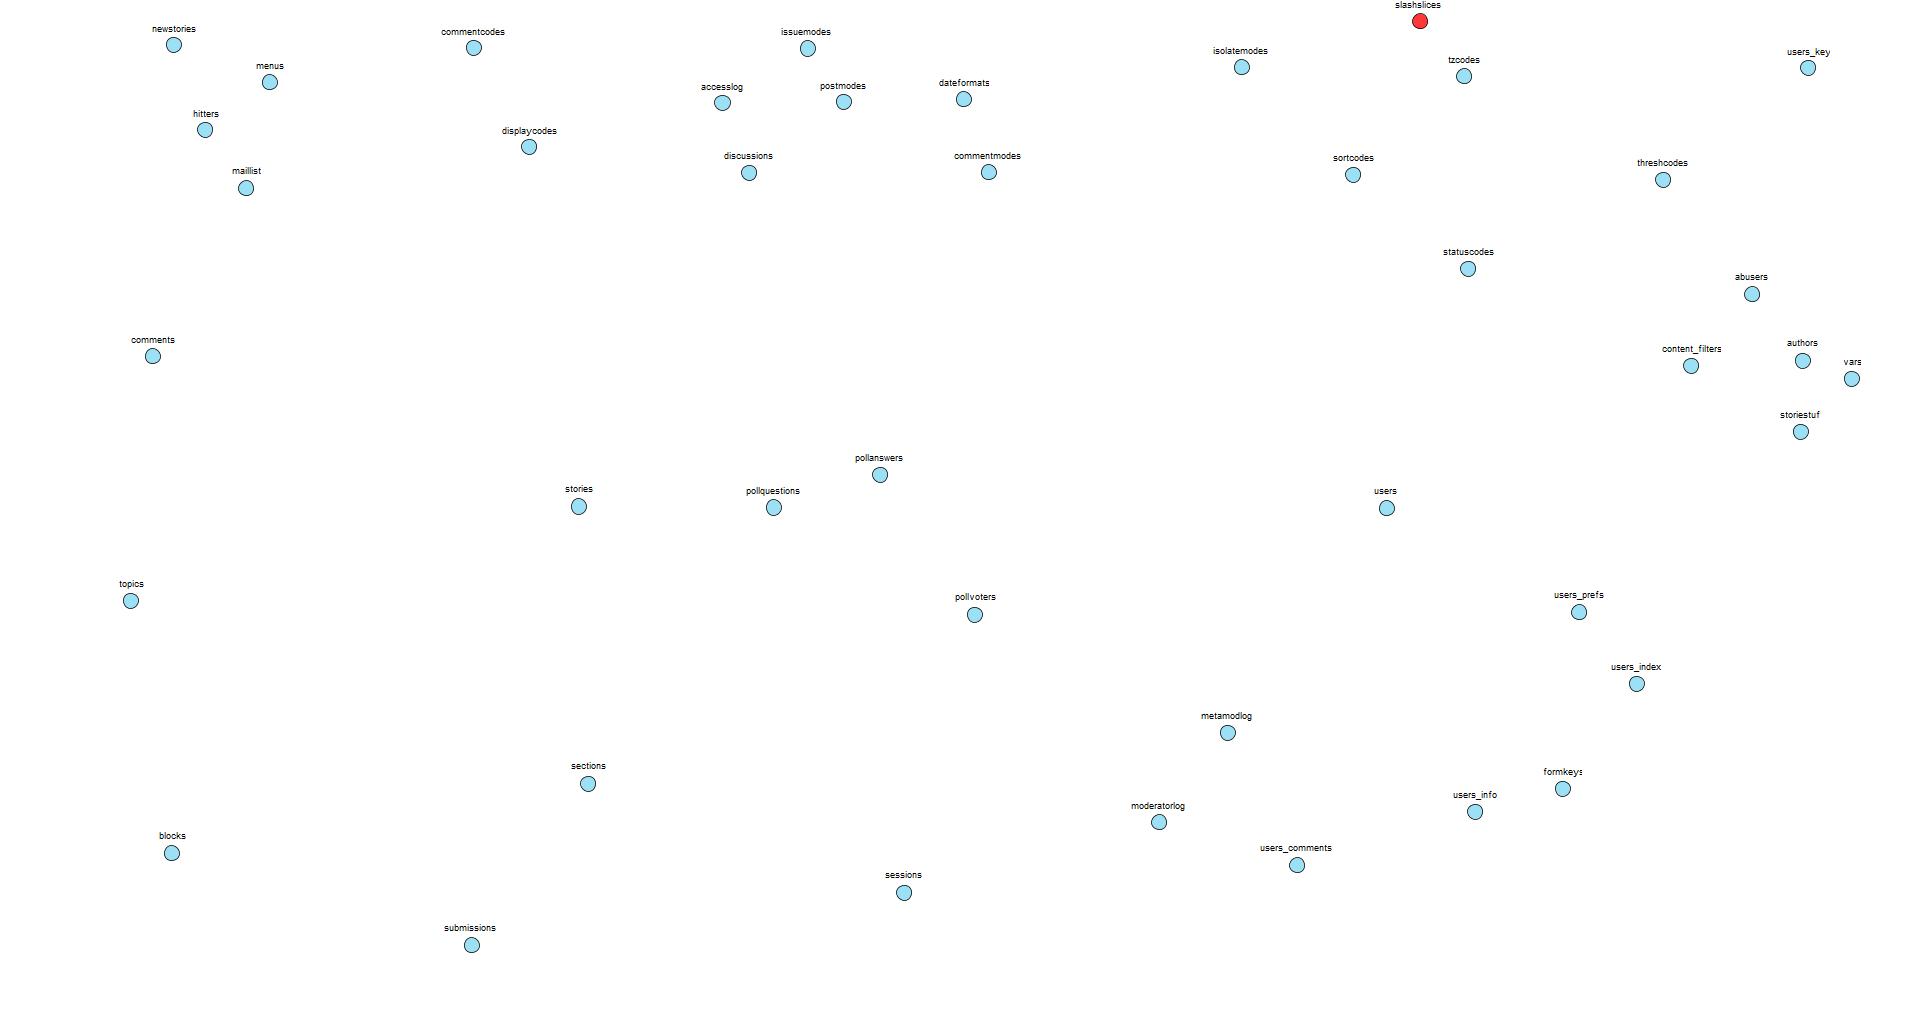 slashslices
newstories
commentcodes
issuemodes
isolatemodes
users_key
tzcodes
menus
accesslog
postmodes
dateformats
hitters
displaycodes
discussions
commentmodes
sortcodes
threshcodes
maillist
statuscodes
abusers
comments
content_filters
authors
vars
storiestuf
pollanswers
stories
pollquestions
users
topics
pollvoters
users_prefs
users_index
metamodlog
sections
formkeys
users_info
moderatorlog
blocks
users_comments
sessions
submissions